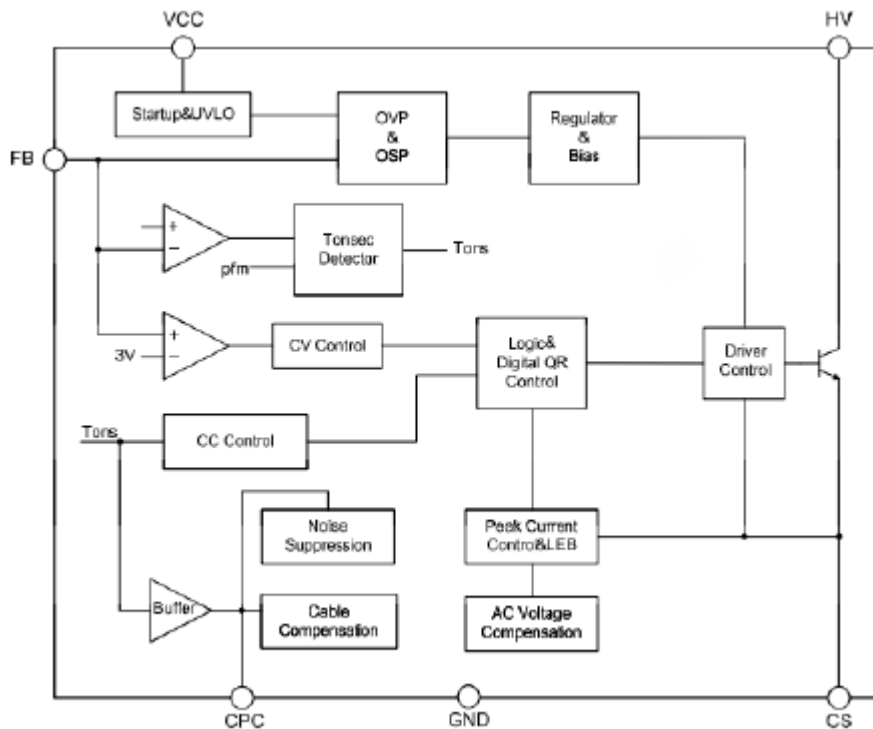 VCC
HV
Startup&UVLO
OVP
&
OSP
Regulator
&
Bias
FB
+
−
Tonsec
Detector
Tons
pfm
+
3V
−
CV Control
Logic&
Digital QR
Control
Driver
Control
Tons
CC Control
Noise
Suppression
Peak Current
Control&LEB
Buffer
Cable
Compensation
AC Voltage
Compensation
CPC
GND
CS